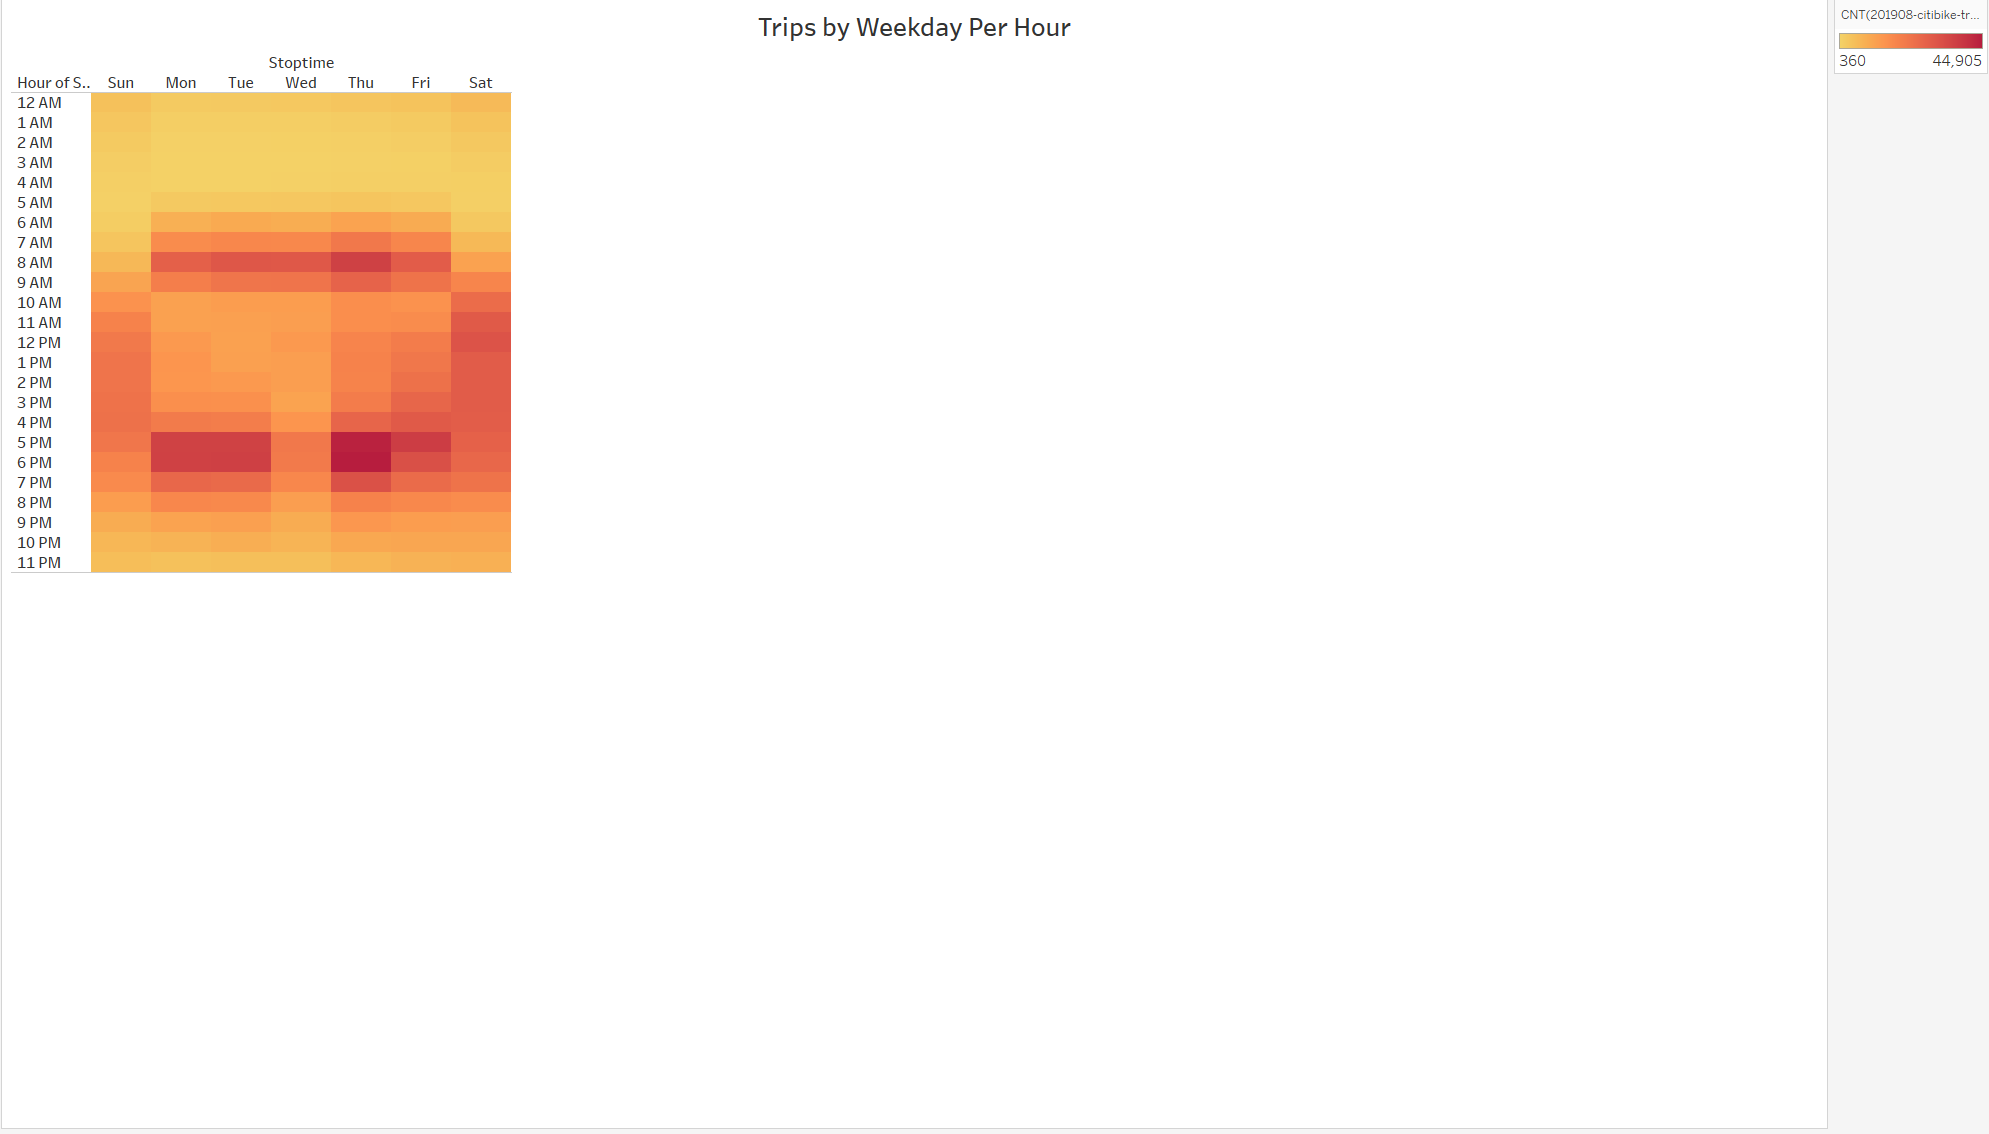 Trips by Weekday Per Hour
CNT(201908-citibike-tr...
360 44,905
Stoptime
Hour of S.. Sun Mon Tue Wed Thu Fri Sat
12 AM
1 AM
2 AM
3 AM
4 AM
5 AM
6 AM
7 AM
8 AM
9 AM
10 AM
11 AM
12 PM
1 PM
2 PM
3 PM
4 PM
5 PM
6 PM
7 PM
8 PM
9 PM
10 PM
11 PM